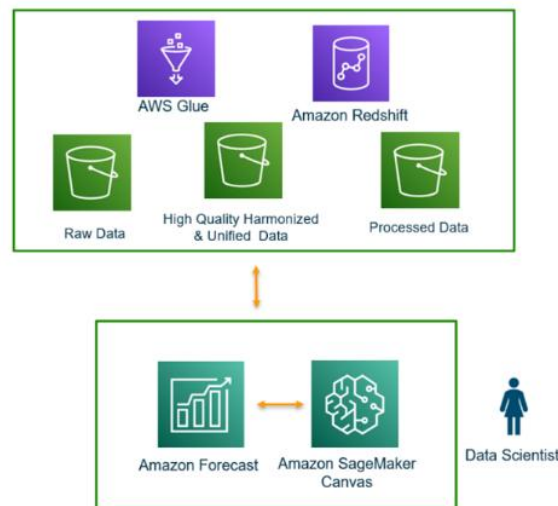 AWS Glue
Amazon Redshift
Raw Data
High Quality Harmonized
& Unified Data
Processed Data
Amazon Forecast
Amazon SageMaker
Canvas
Data Scientist